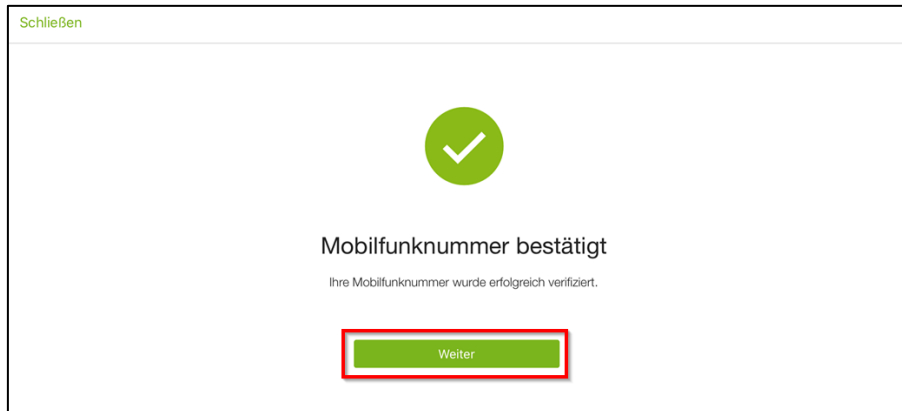 Schließen
Mobilfunknummer bestätigt
Ihre Mobilfunknummer wurde erfolgreich verifiziert.
Weiter